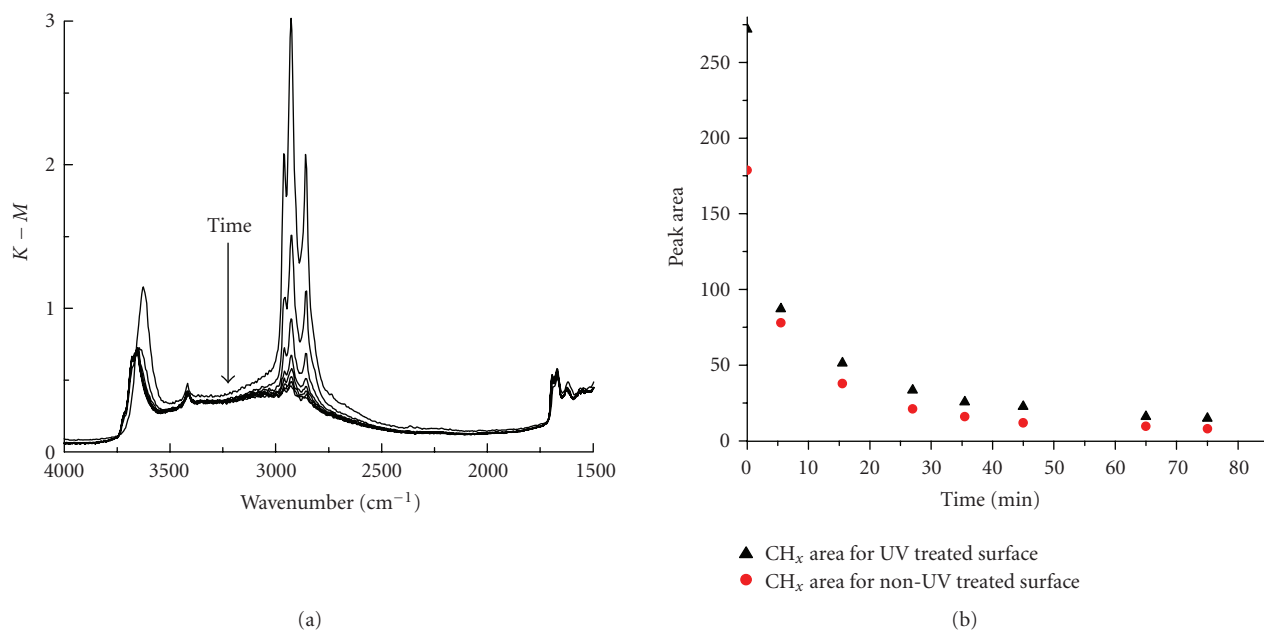 3
2
1
0
K − M
Time
4000 3500 3000 2500 2000 1500
Wavenumber (cm−1)
(a)
250
200
150
100
50
0
Peak area
0 10 20 30 40 50 60 70 80
Time (min)
CHx area for UV treated surface
CHx area for non-UV treated surface
(b)